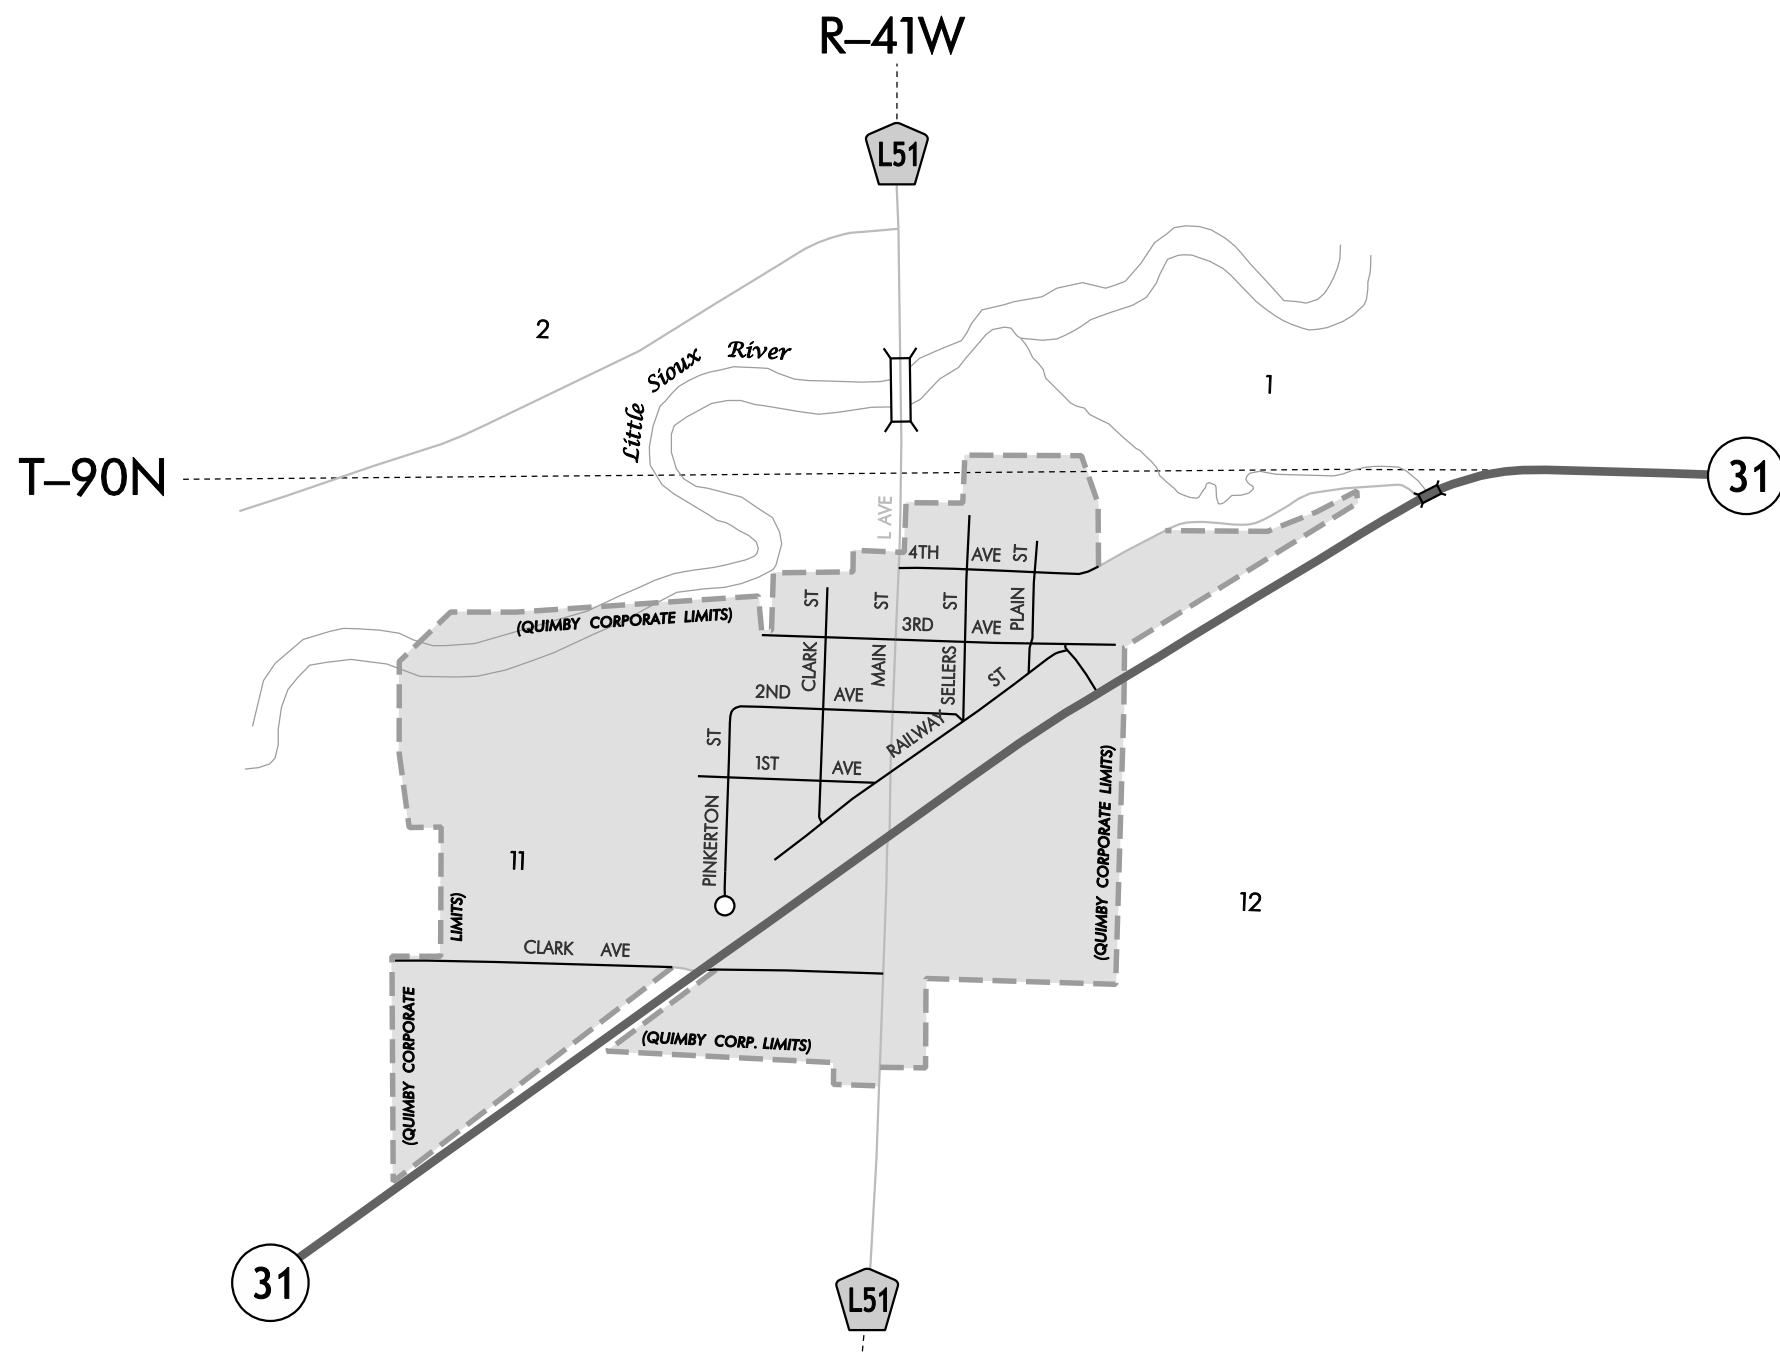 R–41W
L51
2
Little Sioux River
1
T–90N
31
L AVE
4TH AVE
PLAIN ST
(QUIMBY CORPORATE LIMITS)
CLARK ST
MAIN ST
SELLERS ST
3RD AVE
2ND AVE
RAILWAY ST
PINKERTON ST
1ST AVE
11
(QUIMBY CORPORATE LIMITS)
12
CLARK AVE
(QUIMBY CORPORATE LIMITS)
(QUIMBY CORP. LIMITS)
31
L51